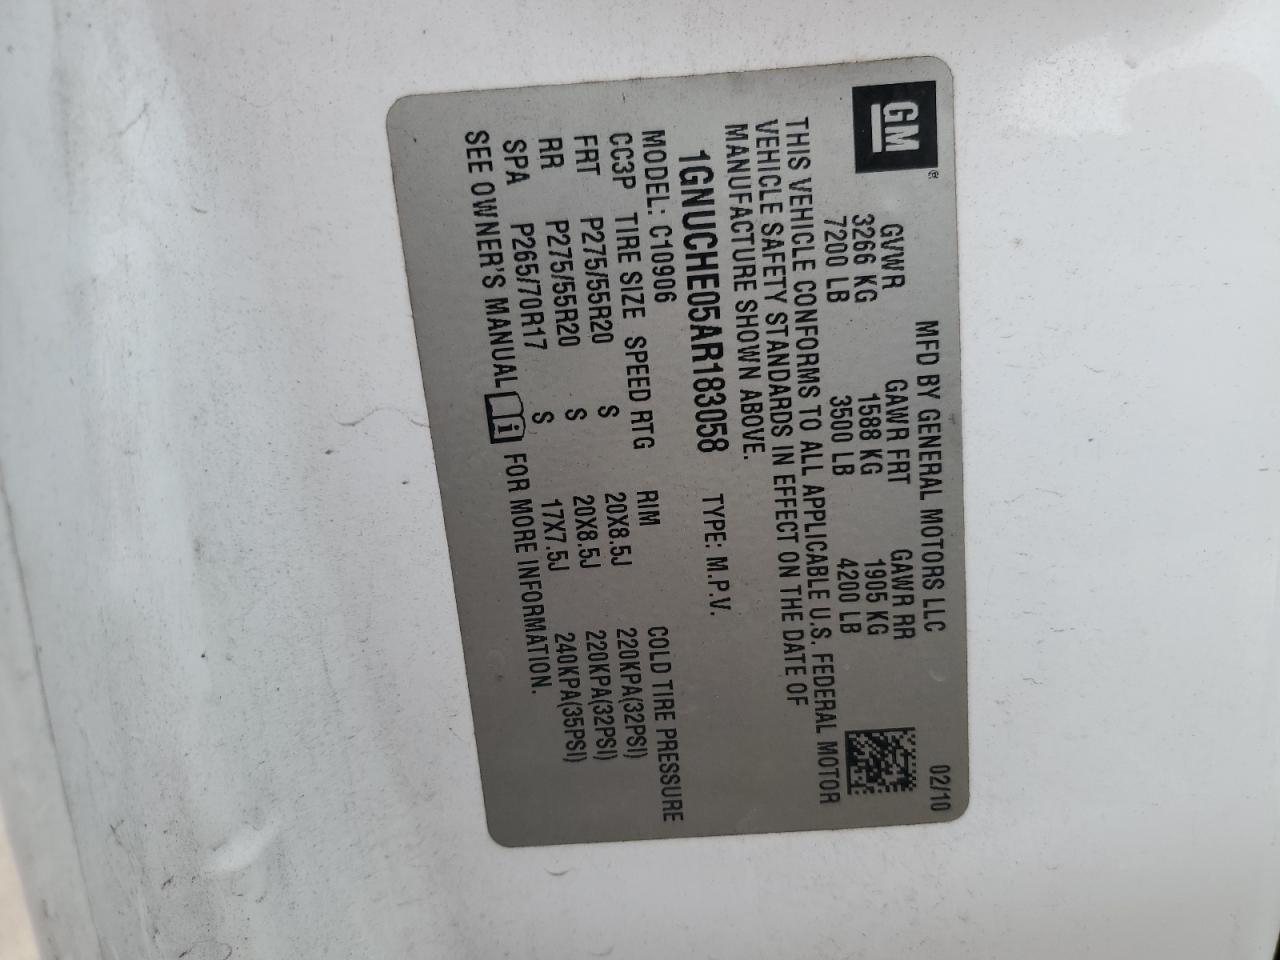 GM®
MFD BY GENERAL MOTORS LLC 02/10
GVWR GAWR FRT GAWR RR
3266 KG 1588 KG 1905 KG
7200 LB 3500 LB 4200 LB
THIS VEHICLE CONFORMS TO ALL APPLICABLE U.S. FEDERAL MOTOR
VEHICLE SAFETY STANDARDS IN EFFECT ON THE DATE OF
MANUFACTURE SHOWN ABOVE.
1GNUCHE05AR183058 TYPE: M.P.V.
MODEL: C10906
CC3P TIRE SIZE SPEED RTG RIM COLD TIRE PRESSURE
FRT P275/55R20 S 20X8.5J 220KPA(32PSI)
RR P275/55R20 S 20X8.5J 220KPA(32PSI)
SPA P265/70R17 S 17X7.5J 240KPA(35PSI)
SEE OWNER'S MANUAL i FOR MORE INFORMATION.